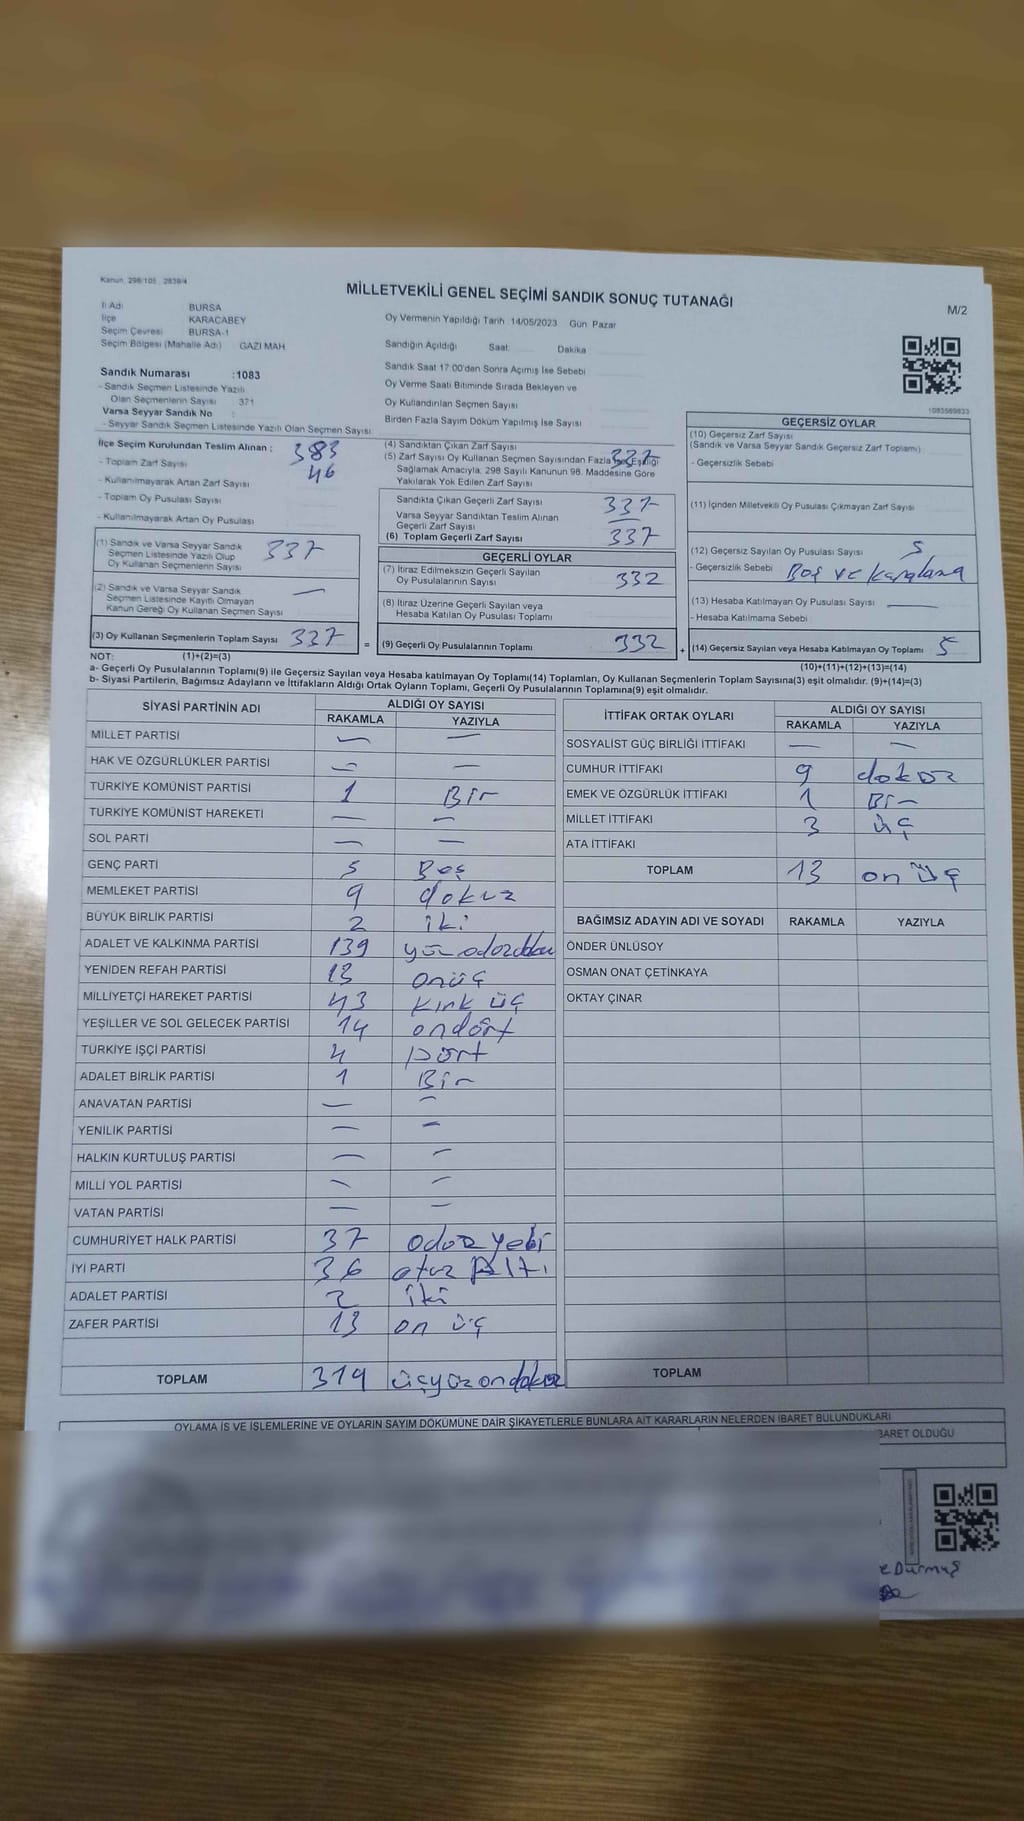 Kanun 298/105 2839/4
MİLLETVEKİLİ GENEL SEÇİMİ SANDIK SONUÇ TUTANAĞI
M/2
İl Adı BURSA
İlçe KARACABEY
Seçim Çevresi BURSA-1
Seçim Bölgesi (Mahalle Adı) GAZI MAH
Oy Vermenin Yapıldığı Tarih 14/05/2023 Gün Pazar
Sandığın Açıldığı Saat Dakika
Sandık Saat 17:00'den Sonra Açımış İse Sebebi
Oy Verme Saati Bitiminde Sırada Bekleyen ve
Oy Kullandırılan Seçmen Sayısı
Birden Fazla Sayım Döküm Yapılmış İse Sayısı
1083569833
Sandık Numarası :1083
- Sandık Seçmen Listesinde Yazılı
Olan Seçmenlerin Sayısı 371
Varsa Seyyar Sandık No :
- Seyyar Sandık Seçmen Listesinde Yazılı Olan Seçmen Sayısı
İlçe Seçim Kurulundan Teslim Alınan ;
- Toplam Zarf Sayısı 383
- Kullanılmayarak Artan Zarf Sayısı 46
- Toplam Oy Pusulası Sayısı
- Kullanılmayarak Artan Oy Pusulası
(1) Sandık ve Varsa Seyyar Sandık
Seçmen Listesinde Yazılı Olup
Oy Kullanan Seçmenlerin Sayısı 337
(2) Sandık ve Varsa Seyyar Sandık
Seçmen Listesinde Kayıtlı Olmayan
Kanun Gereği Oy Kullanan Seçmen Sayısı —
(3) Oy Kullanan Seçmenlerin Toplam Sayısı 337 =
(4) Sandıktan Çıkan Zarf Sayısı 337
(5) Zarf Sayısı Oy Kullanan Seçmen Sayısından Fazla İse Eşitliği
Sağlamak Amacıyla; 298 Sayılı Kanunun 98. Maddesine Göre
Yakılarak Yok Edilen Zarf Sayısı
Sandıkta Çıkan Geçerli Zarf Sayısı 337
Varsa Seyyar Sandıktan Teslim Alınan
Geçerli Zarf Sayısı —
(6) Toplam Geçerli Zarf Sayısı 337
GEÇERLİ OYLAR
(7) İtiraz Edilmeksizin Geçerli Sayılan
Oy Pusulalarının Sayısı 332
(8) İtiraz Üzerine Geçerli Sayılan veya
Hesaba Katılan Oy Pusulaları Toplamı
(9) Geçerli Oy Pusulalarının Toplamı 332 +
GEÇERSİZ OYLAR
(10) Geçersiz Zarf Sayısı
(Sandık ve Varsa Seyyar Sandık Geçersiz Zarf Toplamı)
- Geçersizlik Sebebi
(11) İçinden Milletvekili Oy Pusulası Çıkmayan Zarf Sayısı
(12) Geçersiz Sayılan Oy Pusulası Sayısı 5
- Geçersizlik Sebebi Boş ve karalama
(13) Hesaba Katılmayan Oy Pusulası Sayısı —
- Hesaba Katılmama Sebebi
(14) Geçersiz Sayılan veya Hesaba Katılmayan Oy Toplamı 5
NOT: (1)+(2)=(3) (10)+(11)+(12)+(13)=(14)
a- Geçerli Oy Pusulalarının Toplamı(9) ile Geçersiz Sayılan veya Hesaba katılmayan Oy Toplamı(14) Toplamları, Oy Kullanan Seçmenlerin Toplam Sayısına(3) eşit olmalıdır. (9)+(14)=(3)
b- Siyasi Partilerin, Bağımsız Adayların ve İttifakların Aldığı Ortak Oyların Toplamı, Geçerli Oy Pusulalarının Toplamına(9) eşit olmalıdır.
SİYASİ PARTİNİN ADI ALDIĞI OY SAYISI
RAKAMLA YAZIYLA
MİLLET PARTİSİ — —
HAK VE ÖZGÜRLÜKLER PARTİSİ — —
TÜRKİYE KOMÜNİST PARTİSİ 1 Bir
TÜRKİYE KOMÜNİST HAREKETİ — —
SOL PARTİ — —
GENÇ PARTİ 5 Beş
MEMLEKET PARTİSİ 9 dokuz
BÜYÜK BİRLİK PARTİSİ 2 iki
ADALET VE KALKINMA PARTİSİ 139
YENİDEN REFAH PARTİSİ 13 onüç
MİLLİYETÇİ HAREKET PARTİSİ 43 kırk üç
YEŞİLLER VE SOL GELECEK PARTİSİ 14 ondört
TÜRKİYE İŞÇİ PARTİSİ 4 Dört
ADALET BİRLİK PARTİSİ 1 Bir
ANAVATAN PARTİSİ — —
YENİLİK PARTİSİ — —
HALKIN KURTULUŞ PARTİSİ — —
MİLLİ YOL PARTİSİ — —
VATAN PARTİSİ — —
CUMHURİYET HALK PARTİSİ 37 oduz yedi
İYİ PARTİ 36 otuz Altı
ADALET PARTİSİ 2 iki
ZAFER PARTİSİ 13 on üç
TOPLAM 319 üçyüzondokuz
İTTİFAK ORTAK OYLARI ALDIĞI OY SAYISI
RAKAMLA YAZIYLA
SOSYALİST GÜÇ BİRLİĞİ İTTİFAKI — —
CUMHUR İTTİFAKI 9 dokuz
EMEK VE ÖZGÜRLÜK İTTİFAKI 1 Bir
MİLLET İTTİFAKI 3 üç
ATA İTTİFAKI
TOPLAM 13 on üç
BAĞIMSIZ ADAYIN ADI VE SOYADI RAKAMLA YAZIYLA
ÖNDER ÜNLÜSOY
OSMAN ONAT ÇETİNKAYA
OKTAY ÇINAR
TOPLAM
OYLAMA İŞ VE İŞLEMLERİNE VE OYLARIN SAYIM DÖKÜMÜNE DAİR ŞİKAYETLERLE BUNLARA AİT KARARLARIN NELERDEN İBARET BULUNDUKLARI
BARET OLDUĞU
e Durmuş